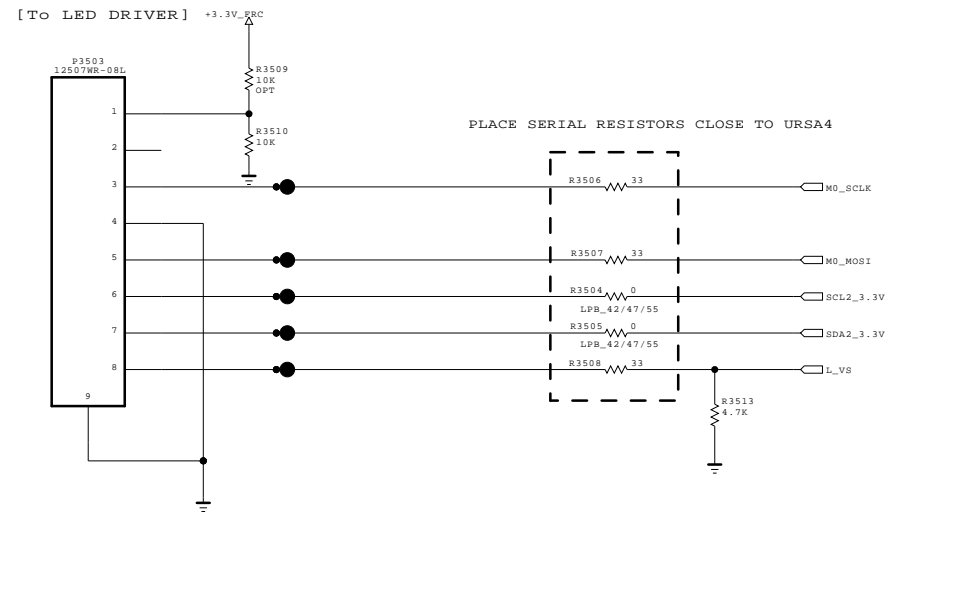 [To LED DRIVER]
+3.3V_FRC
P3503
12507WR-08L
R3509
10K
OPT
1
R3510
10K
PLACE SERIAL RESISTORS CLOSE TO URSA4
2
3
R3506 33
M0_SCLK
4
5
R3507 33
M0_MOSI
6
R3504 0
SCL2_3.3V
LPB_42/47/55
7
R3505 0
SDA2_3.3V
LPB_42/47/55
8
R3508 33
L_VS
9
R3513
4.7K